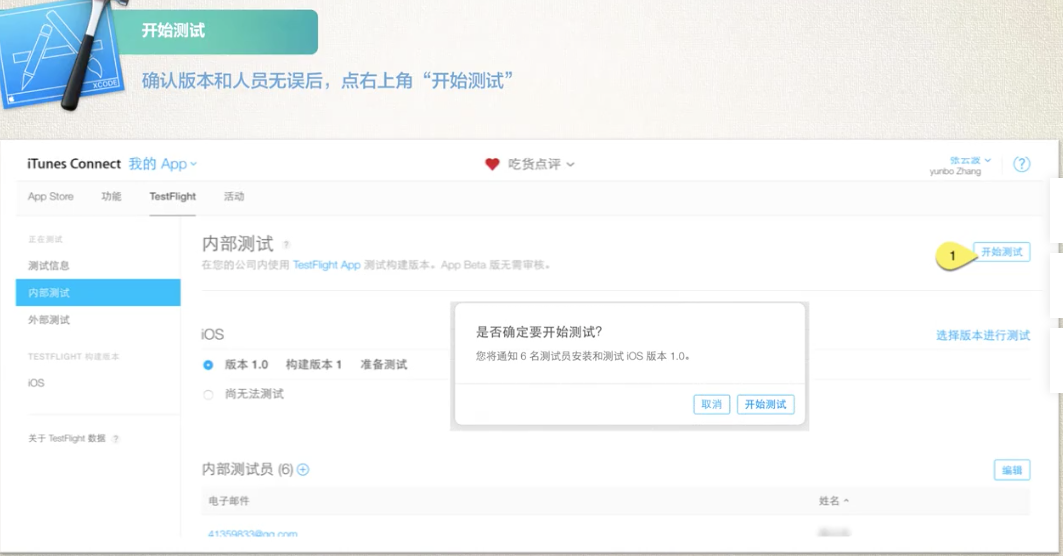 开始测试
XCODE
确认版本和人员无误后，点右上角“开始测试”
iTunes Connect 我的 App
吃货点评
yunbo Zhang
?
App Store 功能 TestFlight 活动
正在测试
测试信息
内部测试
外部测试
TESTFLIGHT 构建版本
iOS
关于 TestFlight 数据 ?
内部测试 ?
在您的公司内使用 TestFlight App 测试构建版本。App Beta 版无需审核。
1
开始测试
iOS
选择版本进行测试
版本 1.0 构建版本 1 准备测试
尚无法测试
是否确定要开始测试?
您将通知 6 名测试员安装和测试 iOS 版本 1.0。
取消 开始测试
内部测试员 (6)
编辑
电子邮件 姓名